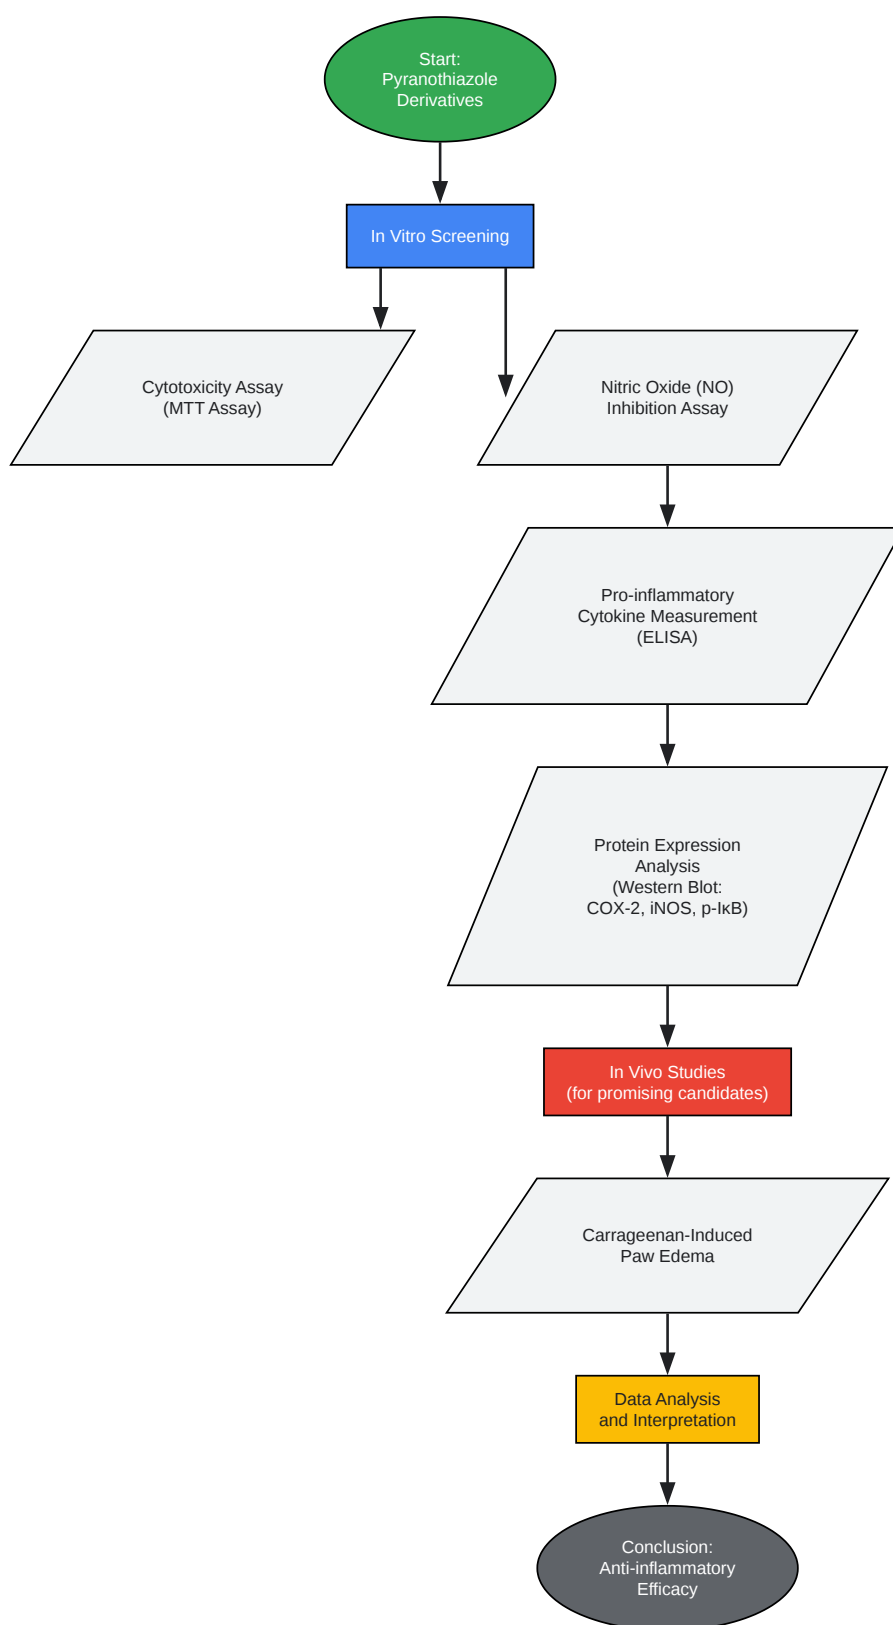 Start:
Pyranothiazole
Derivatives
In Vitro Screening
Cytotoxicity Assay
(MTT Assay)
Nitric Oxide (NO)
Inhibition Assay
Pro-inflammatory
Cytokine Measurement
(ELISA)
Protein Expression
Analysis
(Western Blot:
COX-2, iNOS, p-IκB)
In Vivo Studies
(for promising candidates)
Carrageenan-Induced
Paw Edema
Data Analysis
and Interpretation
Conclusion:
Anti-inflammatory
Efficacy